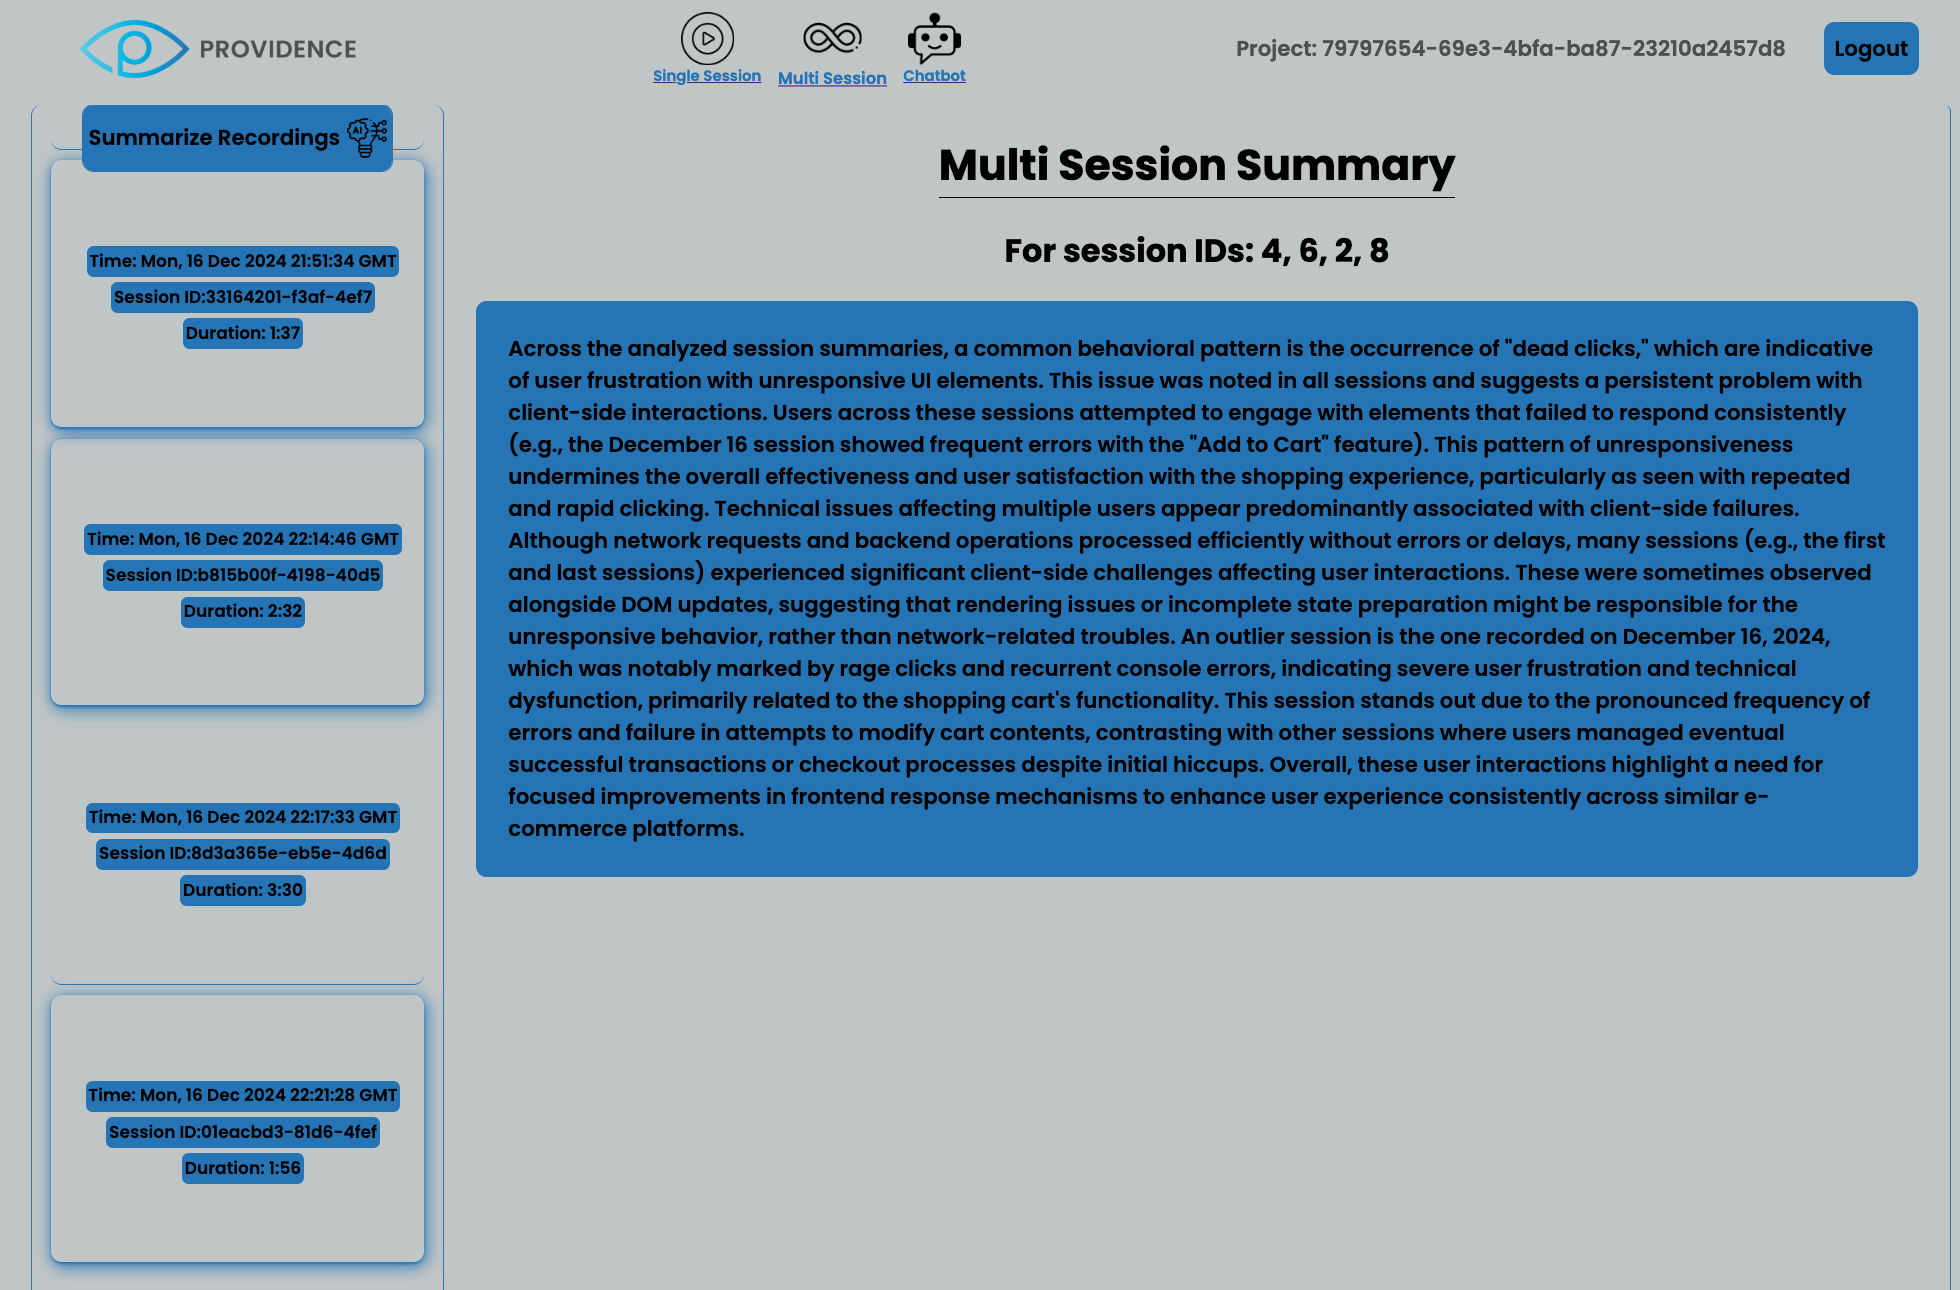 PROVIDENCE
Single Session
Multi Session
Chatbot
Project: 79797654-69e3-4bfa-ba87-23210a2457d8
Logout
Summarize Recordings
AI
Time: Mon, 16 Dec 2024 21:51:34 GMT
Session ID:33164201-f3af-4ef7
Duration: 1:37
Time: Mon, 16 Dec 2024 22:14:46 GMT
Session ID:b815b00f-4198-40d5
Duration: 2:32
Time: Mon, 16 Dec 2024 22:17:33 GMT
Session ID:8d3a365e-eb5e-4d6d
Duration: 3:30
Time: Mon, 16 Dec 2024 22:21:28 GMT
Session ID:01eacbd3-81d6-4fef
Duration: 1:56
Multi Session Summary
For session IDs: 4, 6, 2, 8
Across the analyzed session summaries, a common behavioral pattern is the occurrence of "dead clicks," which are indicative
of user frustration with unresponsive UI elements. This issue was noted in all sessions and suggests a persistent problem with
client-side interactions. Users across these sessions attempted to engage with elements that failed to respond consistently
(e.g., the December 16 session showed frequent errors with the "Add to Cart" feature). This pattern of unresponsiveness
undermines the overall effectiveness and user satisfaction with the shopping experience, particularly as seen with repeated
and rapid clicking. Technical issues affecting multiple users appear predominantly associated with client-side failures.
Although network requests and backend operations processed efficiently without errors or delays, many sessions (e.g., the first
and last sessions) experienced significant client-side challenges affecting user interactions. These were sometimes observed
alongside DOM updates, suggesting that rendering issues or incomplete state preparation might be responsible for the
unresponsive behavior, rather than network-related troubles. An outlier session is the one recorded on December 16, 2024,
which was notably marked by rage clicks and recurrent console errors, indicating severe user frustration and technical
dysfunction, primarily related to the shopping cart's functionality. This session stands out due to the pronounced frequency of
errors and failure in attempts to modify cart contents, contrasting with other sessions where users managed eventual
successful transactions or checkout processes despite initial hiccups. Overall, these user interactions highlight a need for
focused improvements in frontend response mechanisms to enhance user experience consistently across similar e-
commerce platforms.